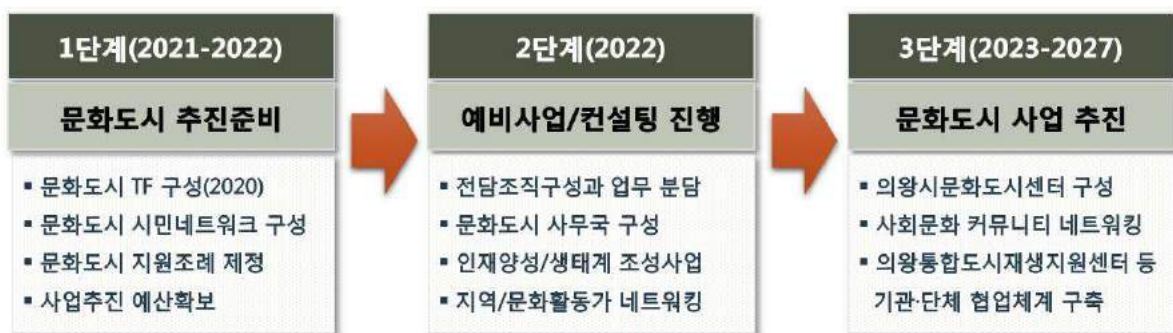 1단계(2021-2022)
문화도시 추진준비
▪ 문화도시 TF 구성(2020)
▪ 문화도시 시민네트워크 구성
▪ 문화도시 지원조례 제정
▪ 사업추진 예산확보
2단계(2022)
예비사업/컨설팅 진행
▪ 전담조직구성과 업무 분담
▪ 문화도시 사무국 구성
▪ 인재양성/생태계 조성사업
▪ 지역/문화활동가 네트워킹
3단계(2023-2027)
문화도시 사업 추진
▪ 의왕시문화도시센터 구성
▪ 사회문화 커뮤니티 네트워킹
▪ 의왕통합도시재생지원센터 등
기관·단체 협업체계 구축